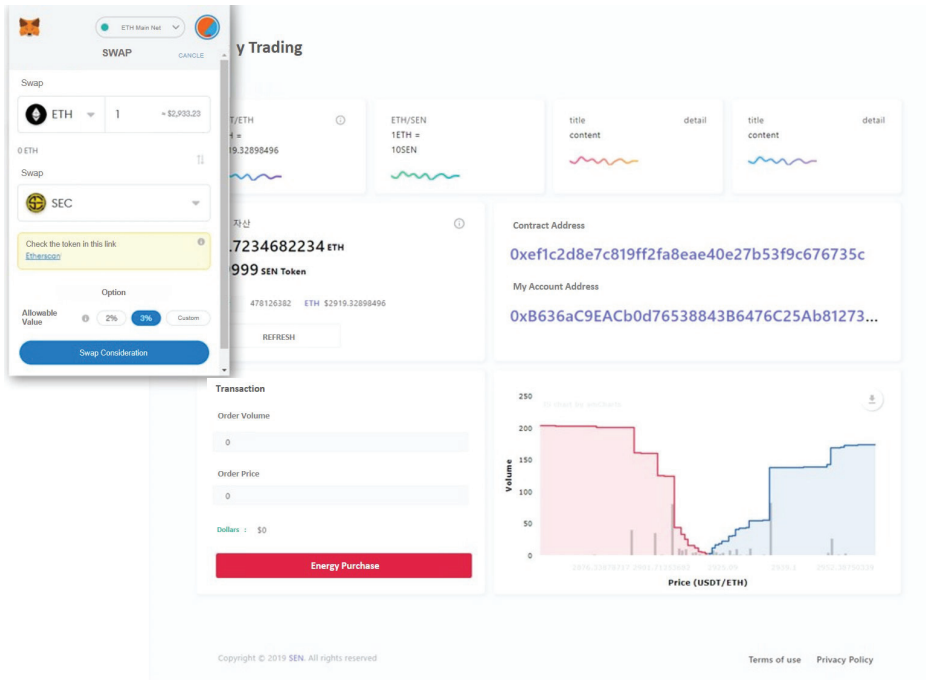 ETH Main Net
SWAP
CANCLE
Swap
ETH
1
≈ $2,933.23
0 ETH
Swap
SEC
Check the token in this link
Etherscan
Option
Allowable
Value
2%
3%
Custom
Swap Consideration
y Trading
T/ETH
H =
19.32898496
ETH/SEN
1ETH =
10SEN
title
detail
content
title
detail
content
자산
.7234682234 ETH
999 SEN Token
478126382 ETH $2919.32898496
REFRESH
Contract Address
0xef1c2d8e7c819ff2fa8eae40e27b53f9c676735c
My Account Address
0xB636aC9EACb0d76538843B6476C25Ab81273...
Transaction
Order Volume
0
Order Price
0
Dollars : $0
Energy Purchase
250
200
150
100
50
0
Volume
Price (USDT/ETH)
Copyright © 2019 SEN. All rights reserved
Terms of use
Privacy Policy